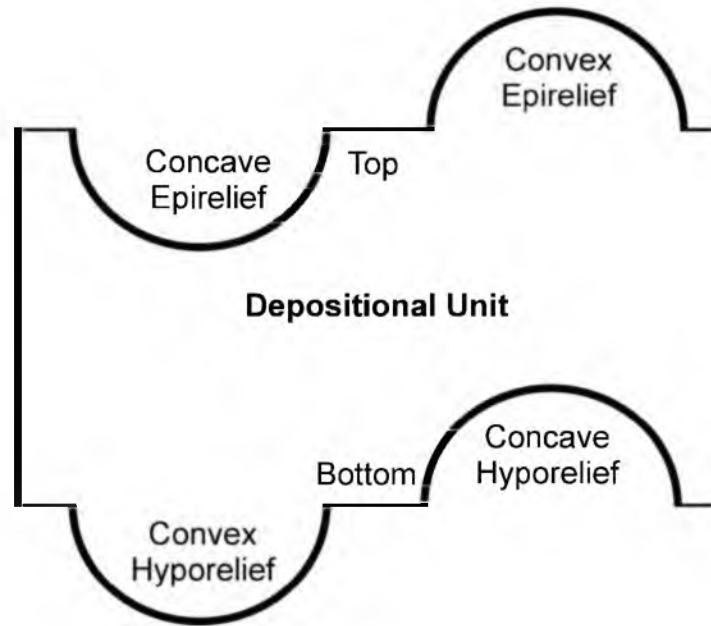 Convex
Epirelief
Concave
Epirelief
Top
Depositional Unit
Concave
Hyporelief
Bottom
Convex
Hyporelief